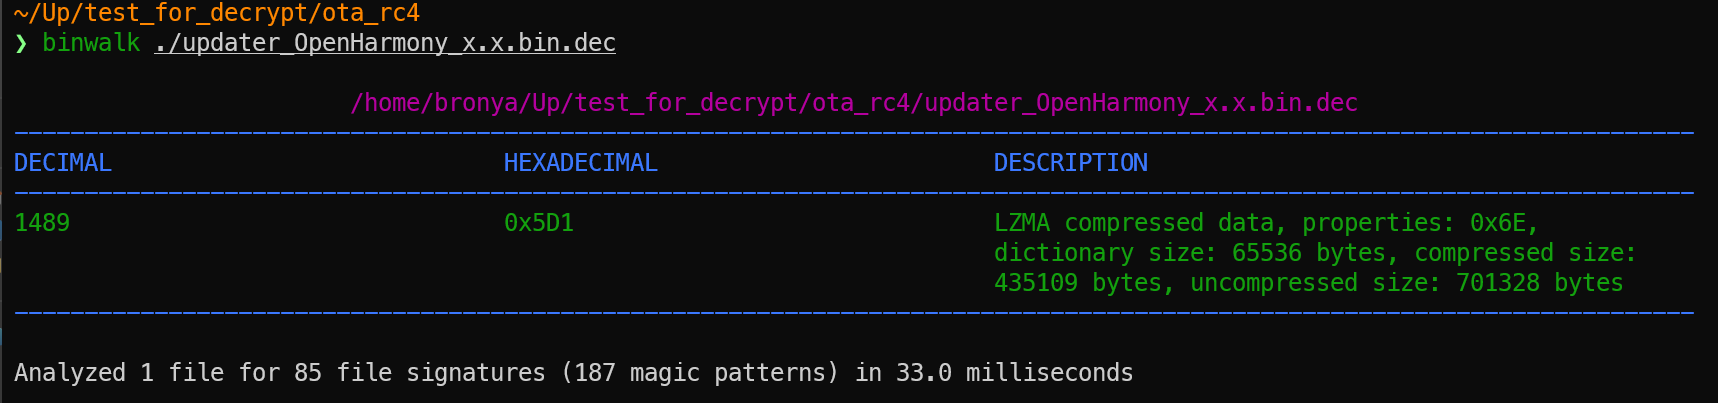 ~/Up/test_for_decrypt/ota_rc4
❯ binwalk ./updater_OpenHarmony_x.x.bin.dec
/home/bronya/Up/test_for_decrypt/ota_rc4/updater_OpenHarmony_x.x.bin.dec
DECIMAL HEXADECIMAL DESCRIPTION
1489 0x5D1 LZMA compressed data, properties: 0x6E,
dictionary size: 65536 bytes, compressed size:
435109 bytes, uncompressed size: 701328 bytes
Analyzed 1 file for 85 file signatures (187 magic patterns) in 33.0 milliseconds